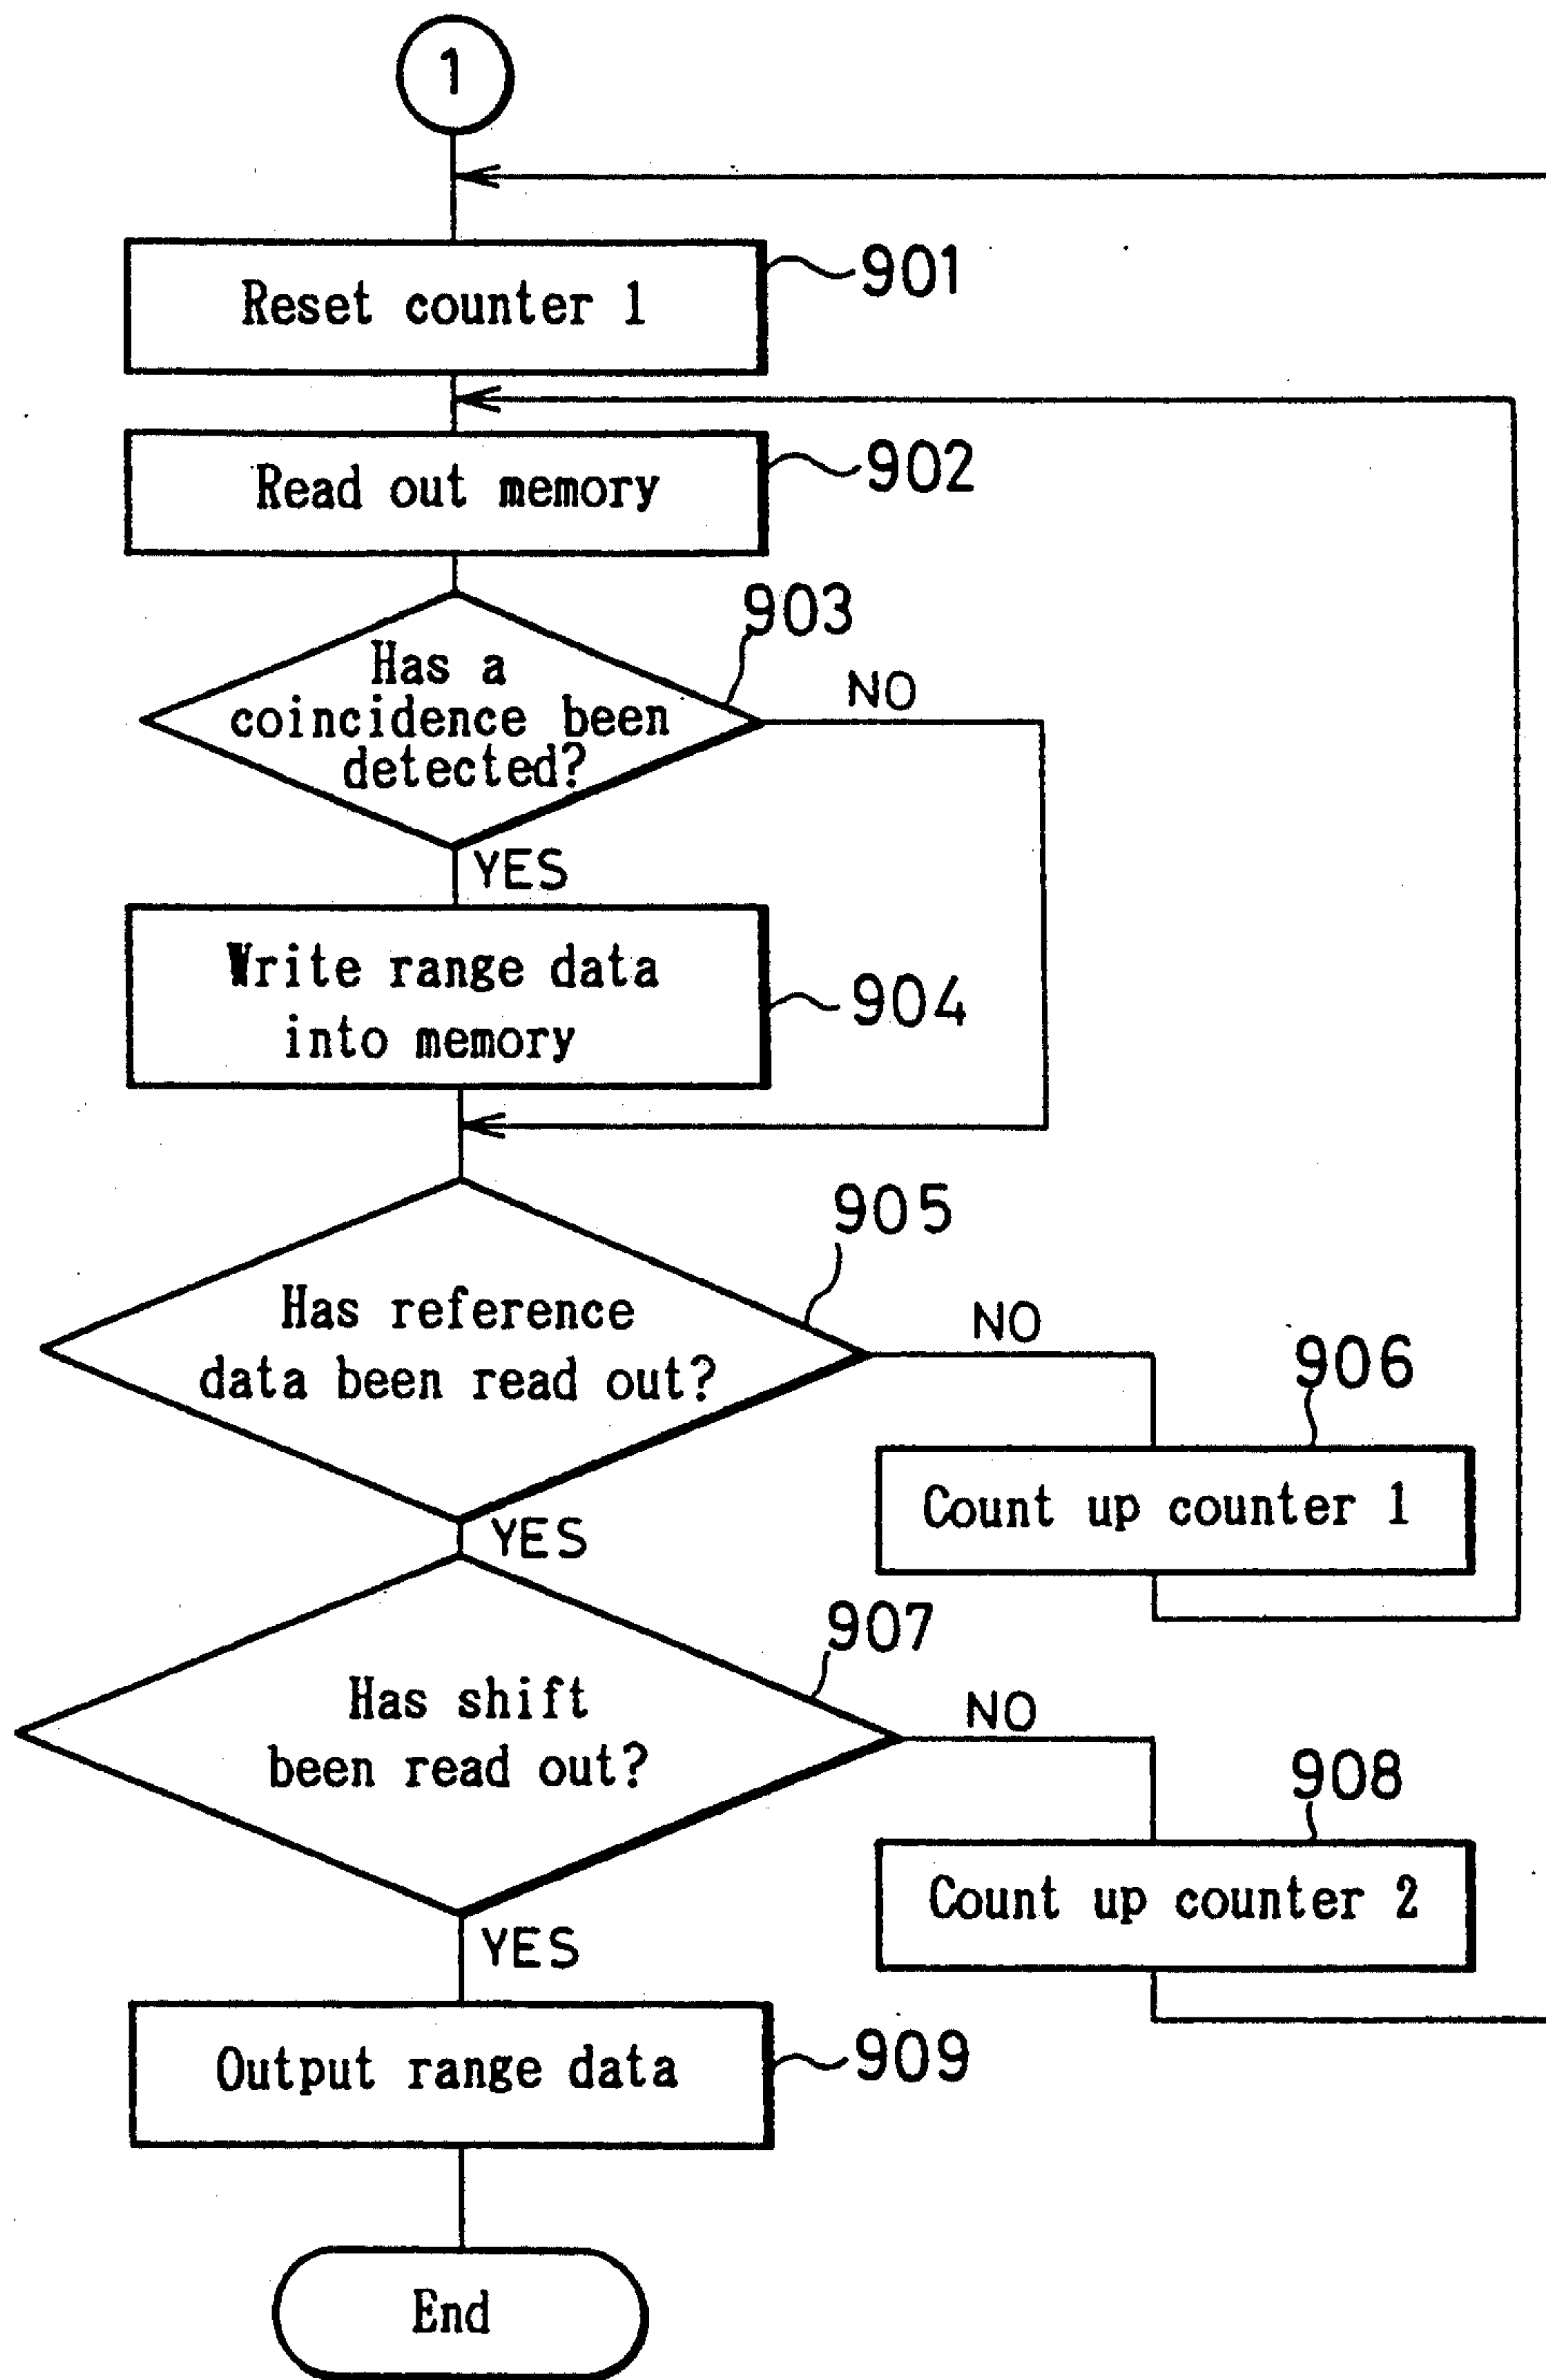 1
Reset counter 1
901
Read out memory
902
903
Has a
coincidence been
detected?
NO
YES
Write range data
into memory
904
905
Has reference
data been read out?
NO
906
Count up counter 1
YES
907
Has shift
been read out?
NO
908
Count up counter 2
YES
Output range data
909
End